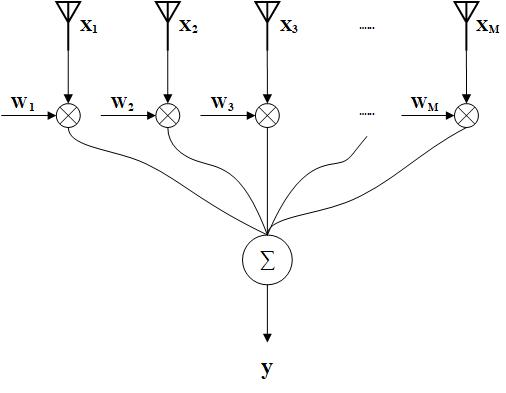 X1 X2 X3 ...... XM
W1 W2 W3 ...... WM
Σ
y